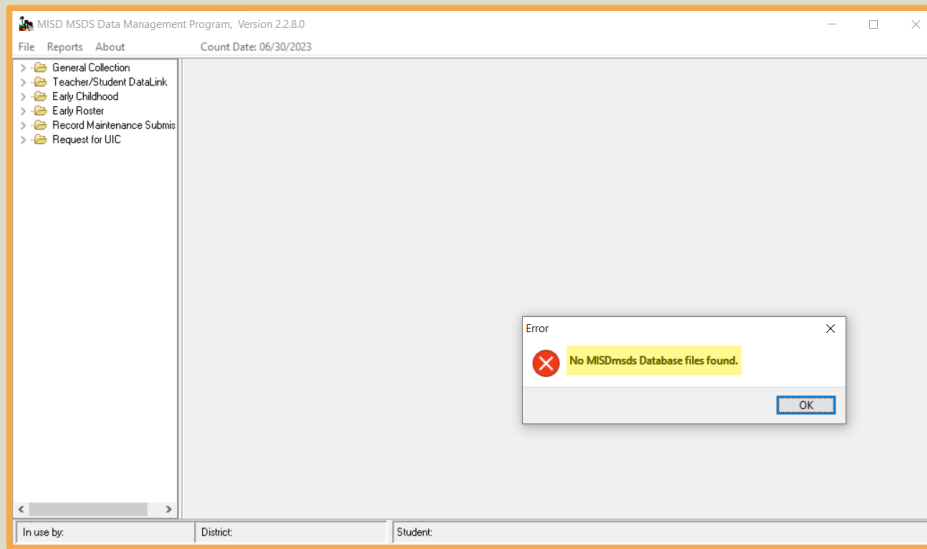 MISD MSDS Data Management Program, Version 2.2.8.0
File Reports About Count Date: 06/30/2023
General Collection
Teacher/Student DataLink
Early Childhood
Early Roster
Record Maintenance Submis
Request for UIC
Error
No MISDmsds Database files found.
OK
In use by: District: Student: